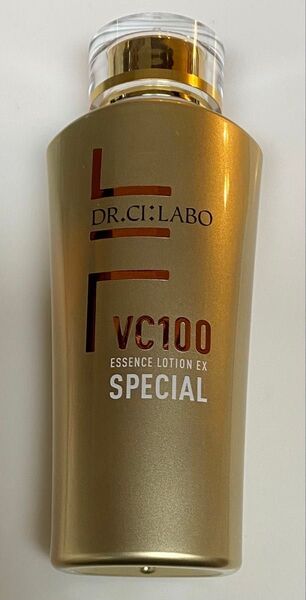 DR.CI:LABO
VC100
ESSENCE LOTION EX
SPECIAL